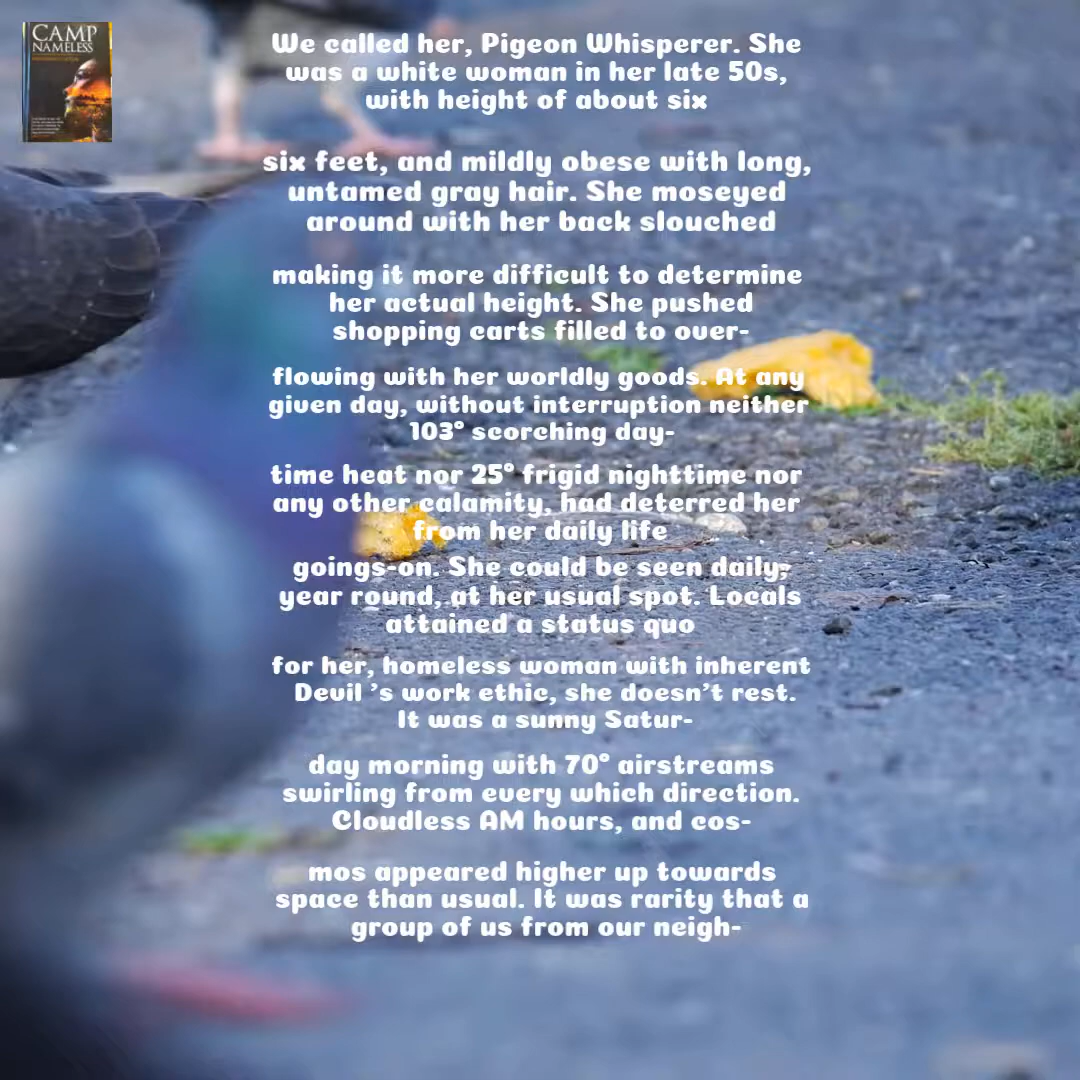 CAMP
NAMELESS
We called her, Pigeon Whisperer. She
was a white woman in her late 50s,
with height of about six
six feet, and mildly obese with long,
untamed gray hair. She moseyed
around with her back slouched
making it more difficult to determine
her actual height. She pushed
shopping carts filled to over-
flowing with her worldly goods. At any
given day, without interruption neither
103° scorching day-
time heat nor 25° frigid nighttime nor
any other calamity, had deterred her
from her daily life
goings-on. She could be seen daily;
year round, at her usual spot. Locals
attained a status quo
for her, homeless woman with inherent
Devil ’s work ethic, she doesn’t rest.
It was a sunny Satur-
day morning with 70° airstreams
swirling from every which direction.
Cloudless AM hours, and cos-
mos appeared higher up towards
space than usual. It was rarity that a
group of us from our neigh-